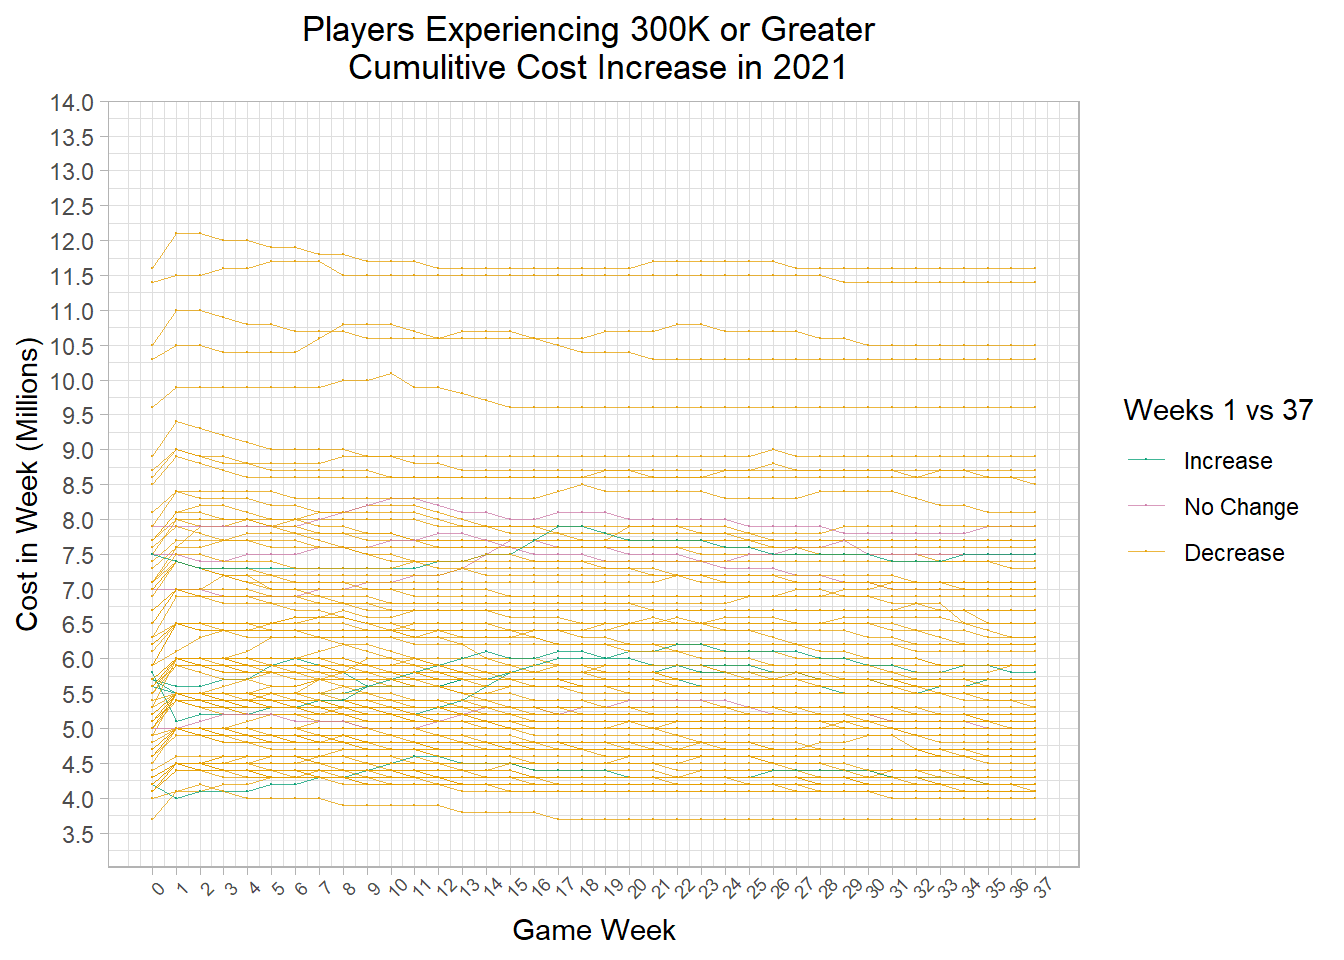 Players Experiencing 300K or Greater
Cumulitive Cost Increase in 2021
14.0
13.5
13.0
12.5
12.0
11.5
11.0
10.5
10.0
9.5
9.0
8.5
8.0
7.5
7.0
6.5
6.0
5.5
5.0
4.5
4.0
3.5
Cost in Week (Millions)
0 1 2 3 4 5 6 7 8 9 10 11 12 13 14 15 16 17 18 19 20 21 22 23 24 25 26 27 28 29 30 31 32 33 34 35 36 37
Game Week
Weeks 1 vs 37
Increase
No Change
Decrease